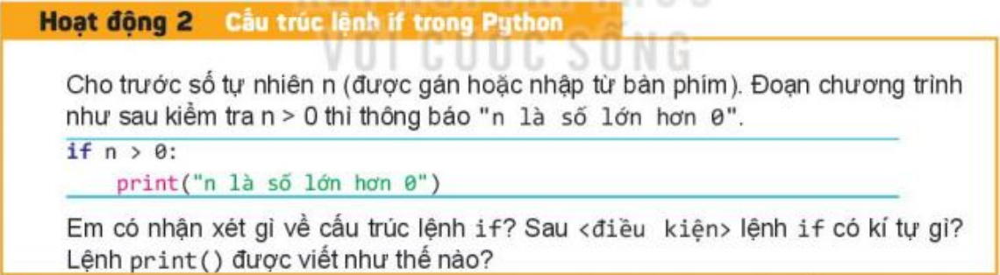 Hoạt động 2 Cấu trúc lệnh if trong Python
VỚI CUỘC SỐNG
Cho trước số tự nhiên n (được gán hoặc nhập từ bàn phím). Đoạn chương trình
như sau kiểm tra n > 0 thì thông báo "n là số lớn hơn 0".
if n > 0:
    print("n là số lớn hơn 0")
Em có nhận xét gì về cấu trúc lệnh if? Sau <điều kiện> lệnh if có kí tự gì?
Lệnh print() được viết như thế nào?